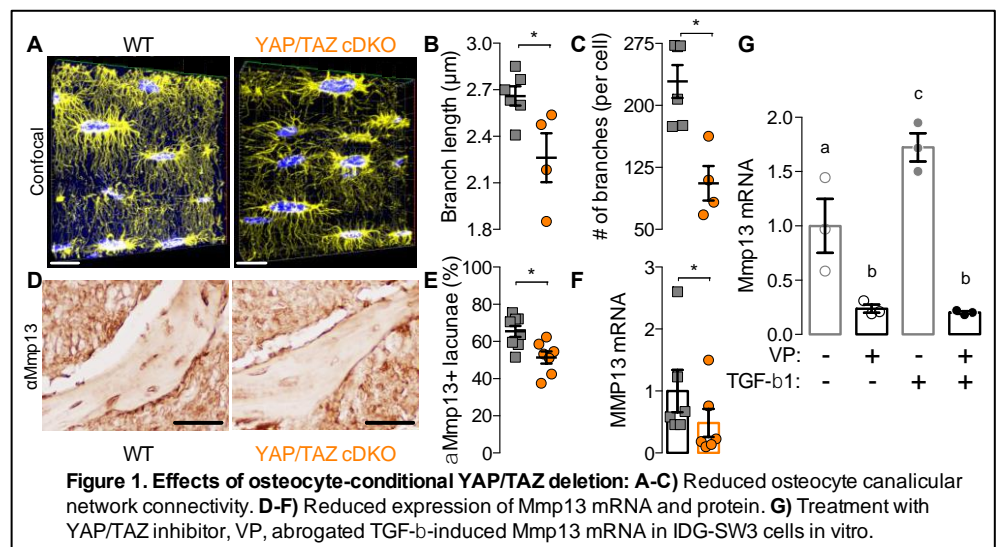 A
WT
YAP/TAZ cDKO
Confocal
B
*
Branch length (µm)
3.0
2.7
2.4
2.1
1.8
C
*
# of branches (per cell)
275
200
125
50
D
αMmp13
WT
YAP/TAZ cDKO
E
*
aMmp13+ lacunae (%)
100
80
60
40
20
0
F
*
MMP13 mRNA
3
2
1
0
G
Mmp13 mRNA
2.0
1.5
1.0
0.5
0.0
a
b
c
b
VP: - + - +
TGF-b1: - - + +
Figure 1. Effects of osteocyte-conditional YAP/TAZ deletion: A-C) Reduced osteocyte canalicular
network connectivity. D-F) Reduced expression of Mmp13 mRNA and protein. G) Treatment with
YAP/TAZ inhibitor, VP, abrogated TGF-b-induced Mmp13 mRNA in IDG-SW3 cells in vitro.